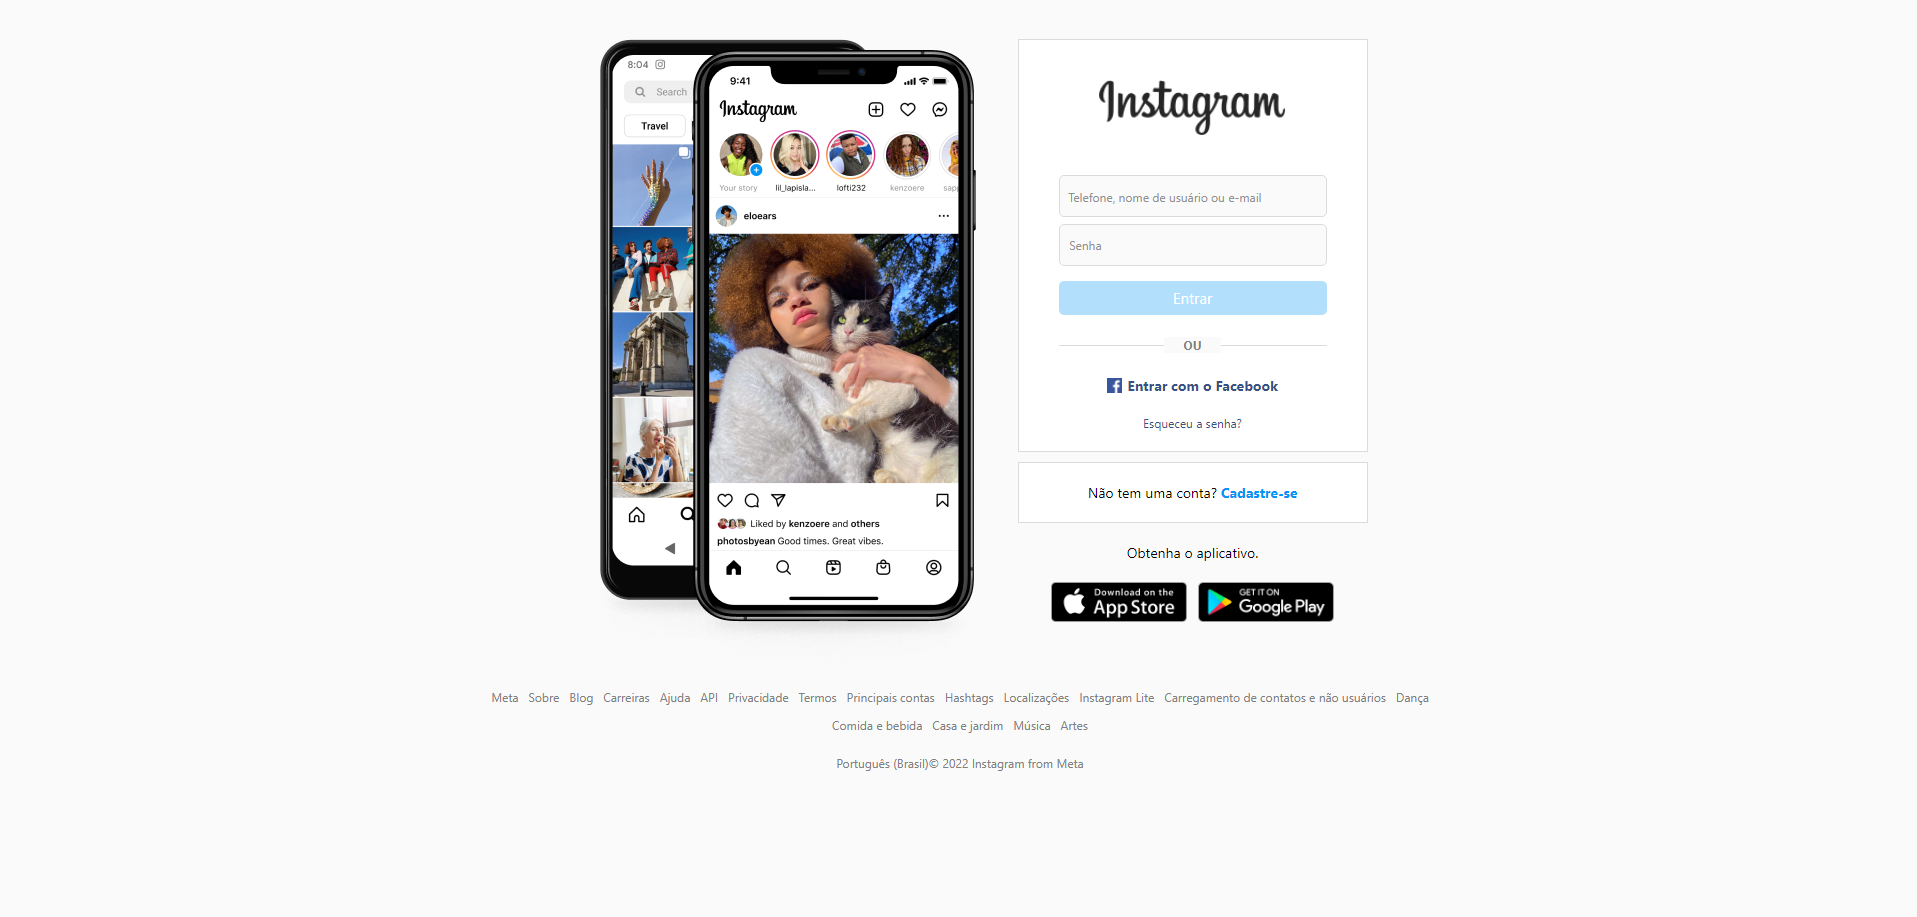 8:04
Search
Travel
9:41
Instagram
Your story
lil_lapisla...
lofti232
kenzoere
sapp
eloears
Liked by kenzoere and others
photosbyean Good times. Great vibes.
Instagram
Telefone, nome de usuário ou e-mail
Senha
Entrar
OU
Entrar com o Facebook
Esqueceu a senha?
Não tem uma conta? Cadastre-se
Obtenha o aplicativo.
Download on the
App Store
GET IT ON
Google Play
Meta Sobre Blog Carreiras Ajuda API Privacidade Termos Principais contas Hashtags Localizações Instagram Lite Carregamento de contatos e não usuários Dança
Comida e bebida Casa e jardim Música Artes
Português (Brasil)© 2022 Instagram from Meta